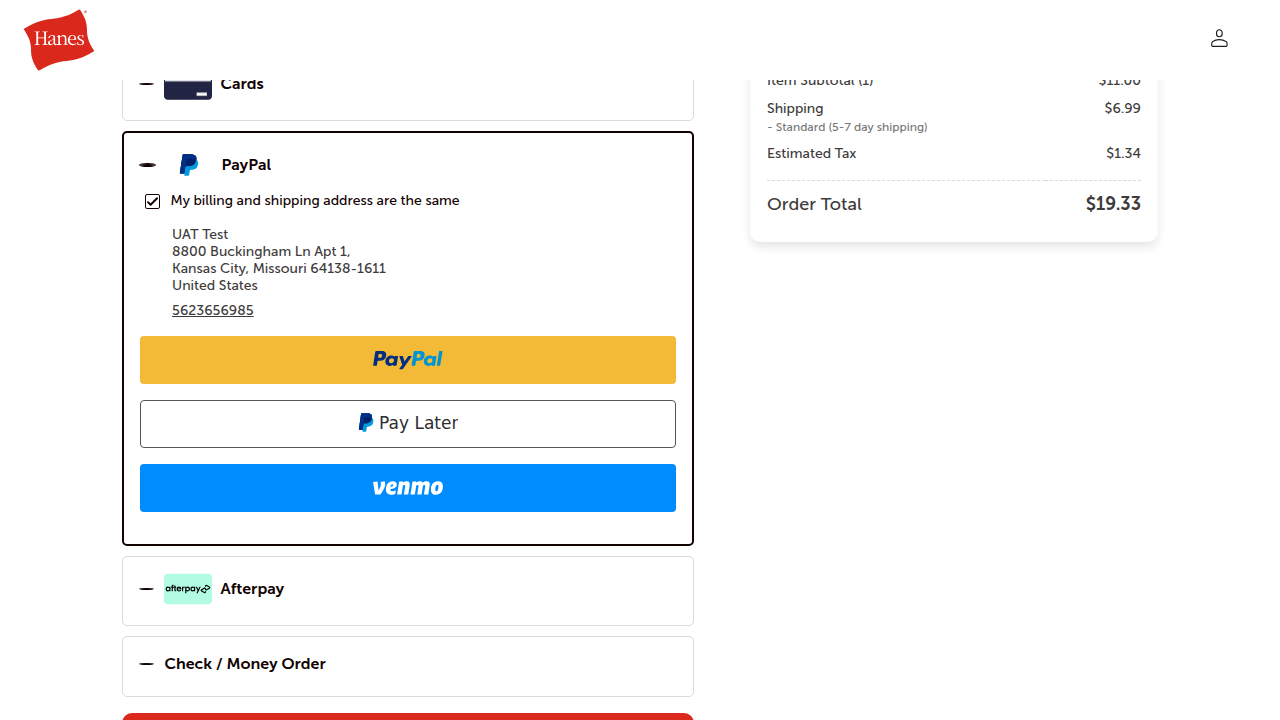 Hanes
Cards
PayPal
My billing and shipping address are the same
UAT Test
8800 Buckingham Ln Apt 1,
Kansas City, Missouri 64138-1611
United States
5623656985
PayPal
Pay Later
venmo
afterpay
Afterpay
Check / Money Order
Item Subtotal (1) $11.00
Shipping $6.99
- Standard (5-7 day shipping)
Estimated Tax $1.34
Order Total $19.33